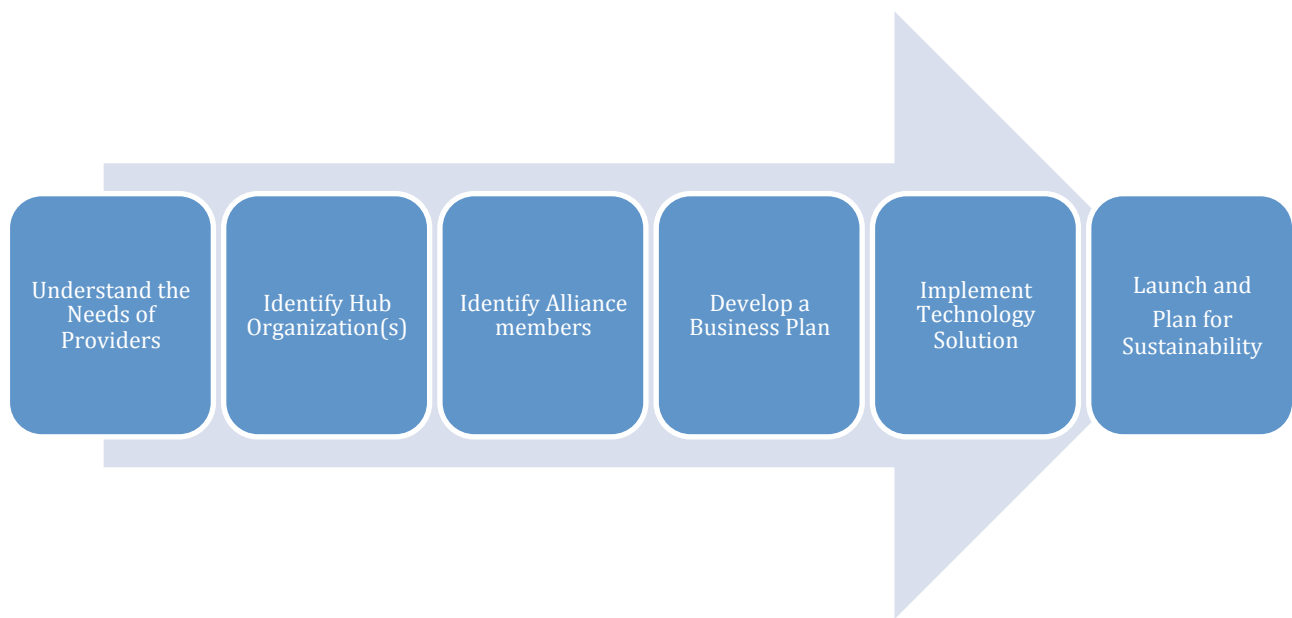 Understand the
Needs of
Providers
Identify Hub
Organization(s)
Identify Alliance
members
Develop a
Business Plan
Implement
Technology
Solution
Launch and
Plan for
Sustainability